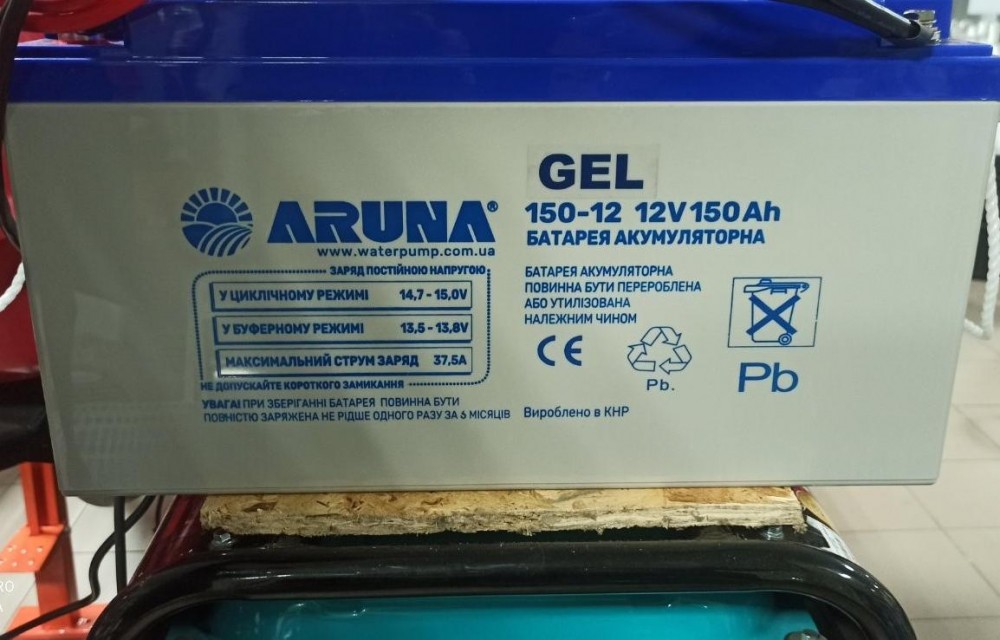 GEL
ARUNA®
www.waterpump.com.ua
150-12 12V 150Ah
БАТАРЕЯ АКУМУЛЯТОРНА
ЗАРЯД ПОСТІЙНОЮ НАПРУГОЮ
У ЦИКЛІЧНОМУ РЕЖИМІ 14,7 - 15,0V
У БУФЕРНОМУ РЕЖИМІ 13,5 - 13,8V
МАКСИМАЛЬНИЙ СТРУМ ЗАРЯД 37,5A
НЕ ДОПУСКАЙТЕ КОРОТКОГО ЗАМИКАННЯ
УВАГА! ПРИ ЗБЕРІГАННІ БАТАРЕЯ ПОВИННА БУТИ
ПОВНІСТЮ ЗАРЯЖЕНА НЕ РІДШЕ ОДНОГО РАЗУ ЗА 6 МІСЯЦІВ
БАТАРЕЯ АКУМУЛЯТОРНА
ПОВИННА БУТИ ПЕРЕРОБЛЕНА
АБО УТИЛІЗОВАНА
НАЛЕЖНИМ ЧИНОМ
CE
Pb.
Pb
Вироблено в КНР